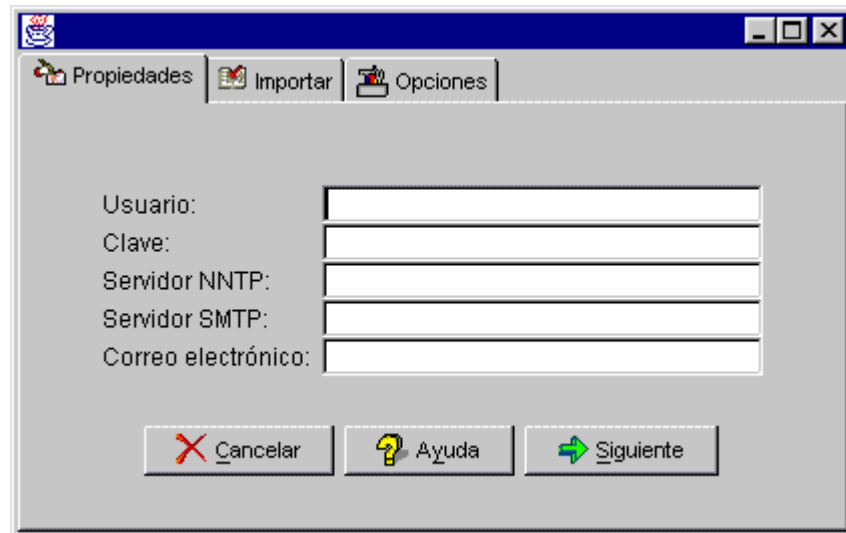 Propiedades Importar Opciones
Usuario:
Clave:
Servidor NNTP:
Servidor SMTP:
Correo electrónico:
Cancelar Ayuda Siguiente